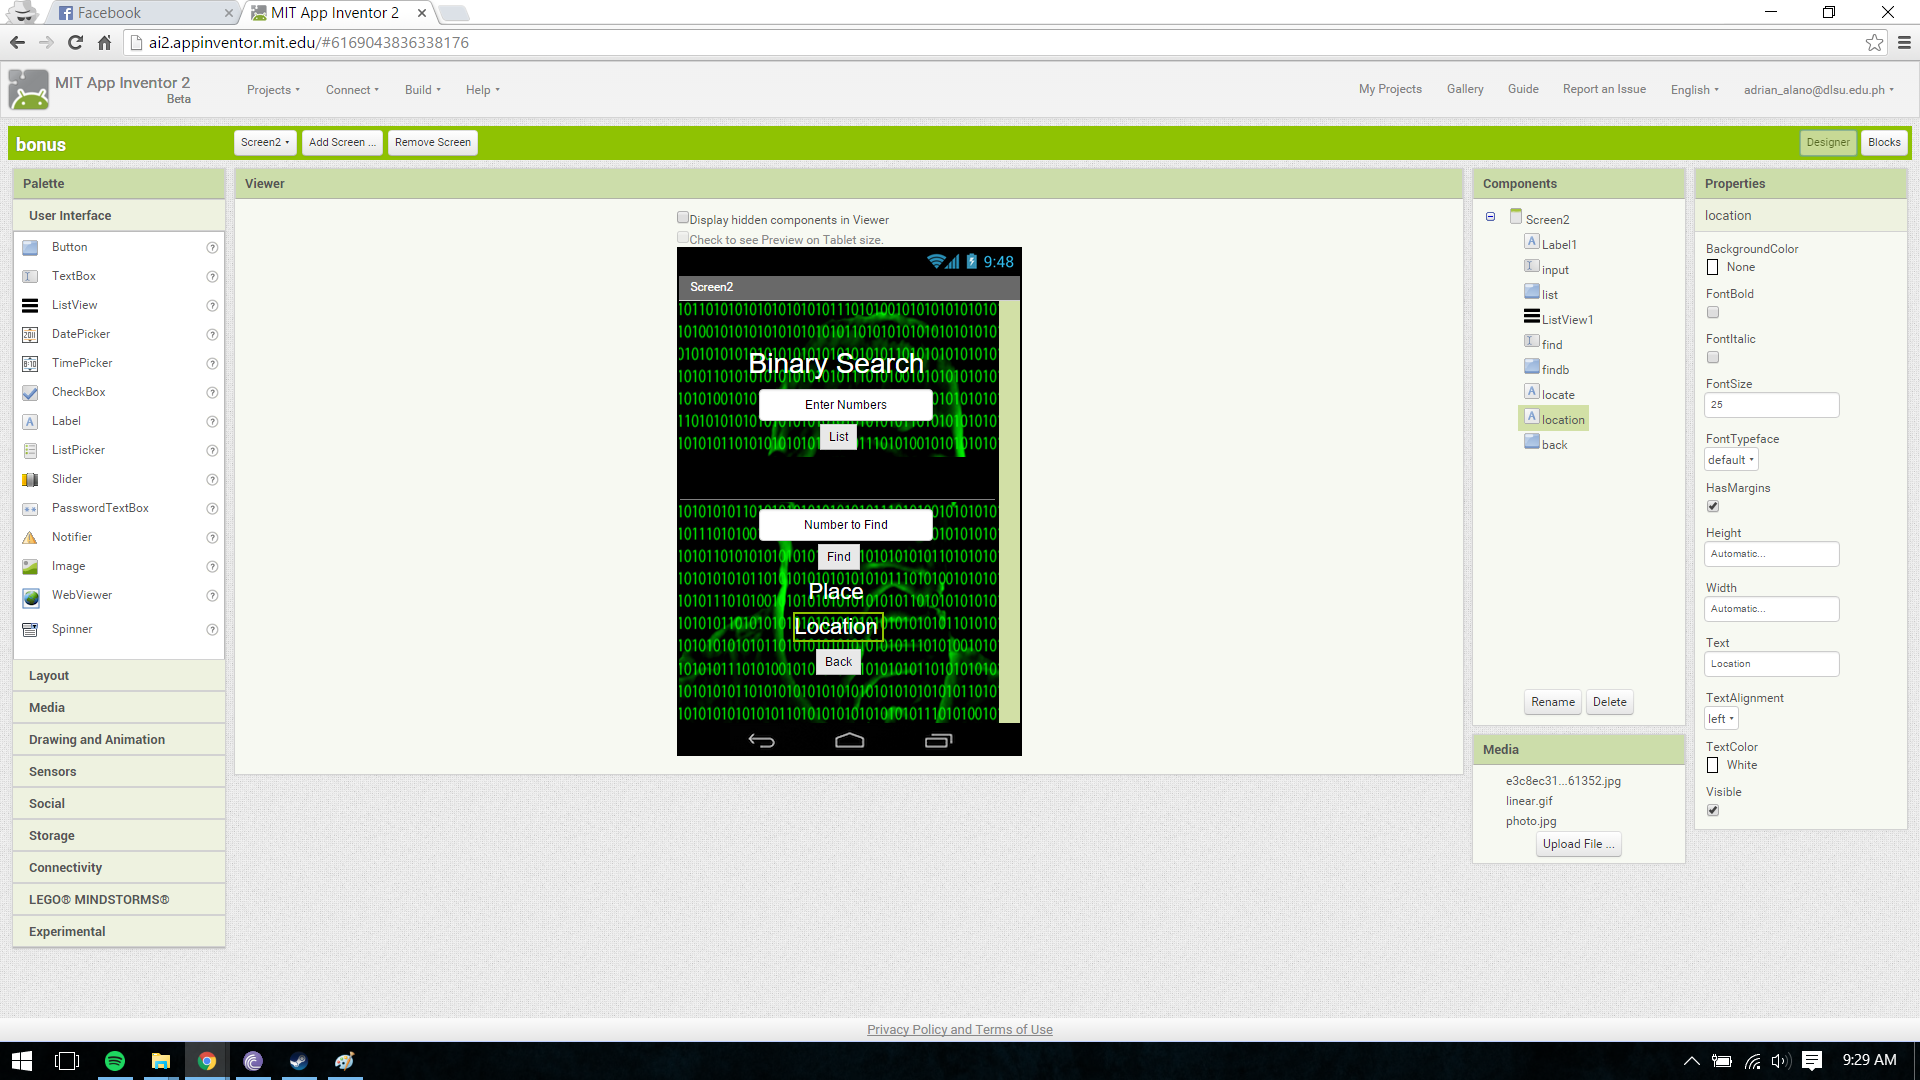 Facebook
MIT App Inventor 2
ai2.appinventor.mit.edu/#6169043836338176
MIT App Inventor 2
Beta
Projects
Connect
Build
Help
My Projects
Gallery
Guide
Report an Issue
English
adrian_alano@dlsu.edu.ph
bonus
Screen2
Add Screen ...
Remove Screen
Designer
Blocks
Palette
User Interface
Button
TextBox
ListView
DatePicker
TimePicker
CheckBox
Label
ListPicker
Slider
PasswordTextBox
Notifier
Image
WebViewer
Spinner
Layout
Media
Drawing and Animation
Sensors
Social
Storage
Connectivity
LEGO® MINDSTORMS®
Experimental
Viewer
Display hidden components in Viewer
Check to see Preview on Tablet size.
9:48
Screen2
Binary Search
Enter Numbers
List
Number to Find
Find
Place
Location
Back
Components
Screen2
Label1
input
list
ListView1
find
findb
locate
location
back
Rename
Delete
Media
e3c8ec31...61352.jpg
linear.gif
photo.jpg
Upload File ...
Properties
location
BackgroundColor
None
FontBold
FontItalic
FontSize
25
FontTypeface
default
HasMargins
Height
Automatic...
Width
Automatic...
Text
Location
TextAlignment
left
TextColor
White
Visible
Privacy Policy and Terms of Use
9:29 AM